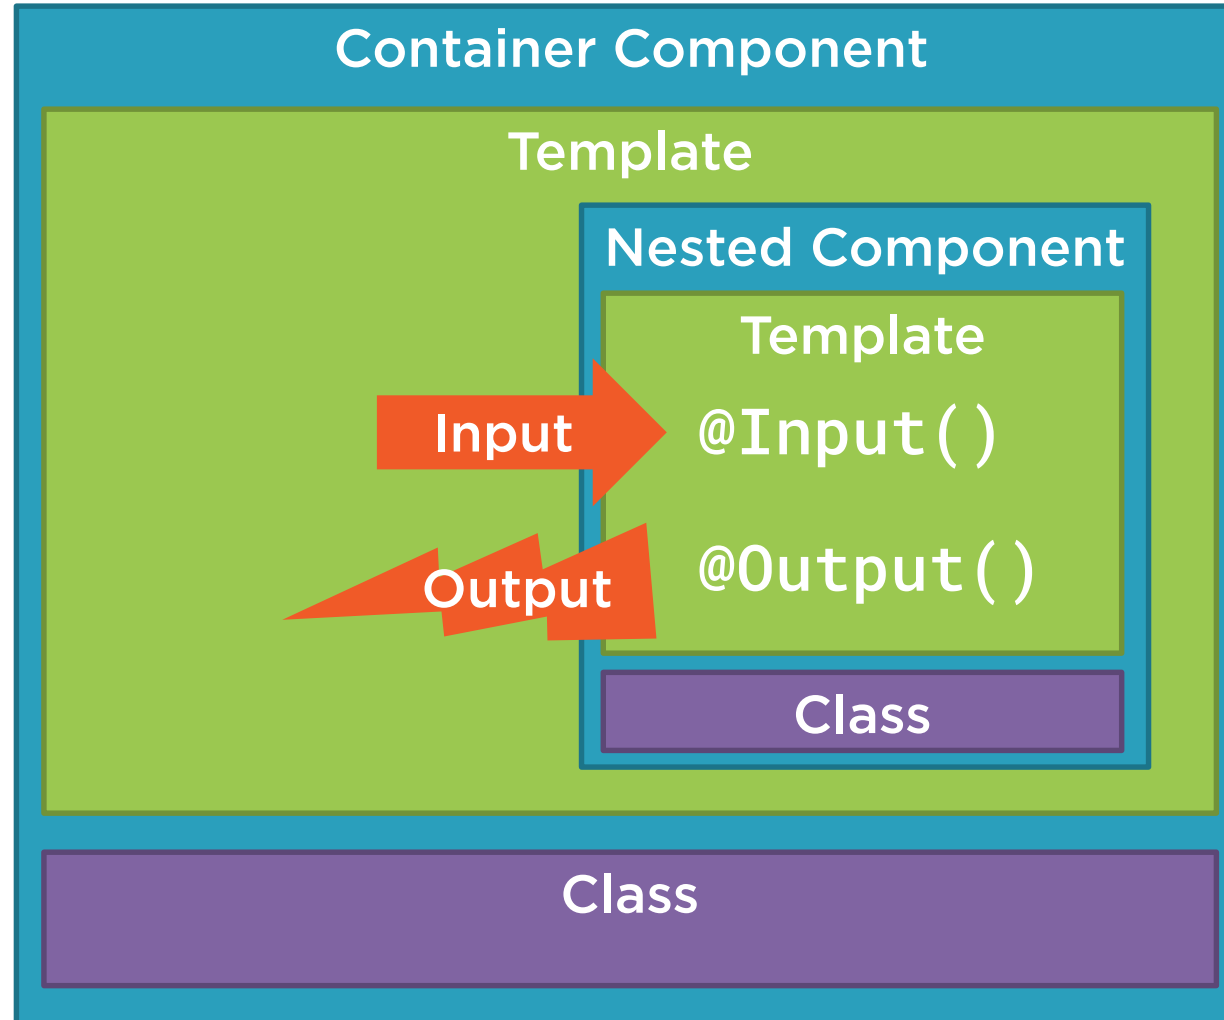 Container Component
Template
Nested Component
Template
Input
@Input()
Output
@Output()
Class
Class